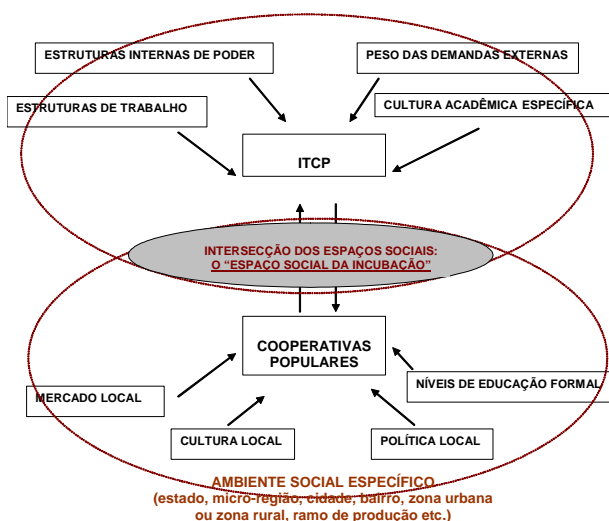 ESTRUTURAS INTERNAS DE PODER
PESO DAS DEMANDAS EXTERNAS
ESTRUTURAS DE TRABALHO
CULTURA ACADÊMICA ESPECÍFICA
ITCP
INTERSECÇÃO DOS ESPAÇOS SOCIAIS:
O “ESPAÇO SOCIAL DA INCUBAÇÃO”
COOPERATIVAS
POPULARES
MERCADO LOCAL
NÍVEIS DE EDUCAÇÃO FORMAL
CULTURA LOCAL
POLÍTICA LOCAL
AMBIENTE SOCIAL ESPECÍFICO
(estado, micro-região, cidade, bairro, zona urbana
ou zona rural, ramo de produção etc.)